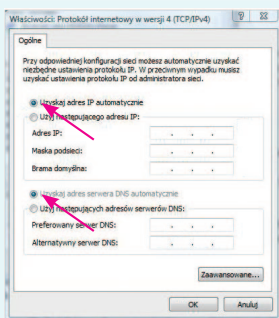 Właściwości: Protokół internetowy w wersji 4 (TCP/IPv4)
Ogólne
Przy odpowiedniej konfiguracji sieci możesz automatycznie uzyskać
niezbędne ustawienia protokołu IP. W przeciwnym wypadku musisz
uzyskać ustawienia protokołu IP od administratora sieci.
Uzyskaj adres IP automatycznie
Użyj następującego adresu IP:
Adres IP:
Maska podsieci:
Brama domyślna:
Uzyskaj adres serwera DNS automatycznie
Użyj następujących adresów serwerów DNS:
Preferowany serwer DNS:
Alternatywny serwer DNS:
Zaawansowane...
OK Anuluj